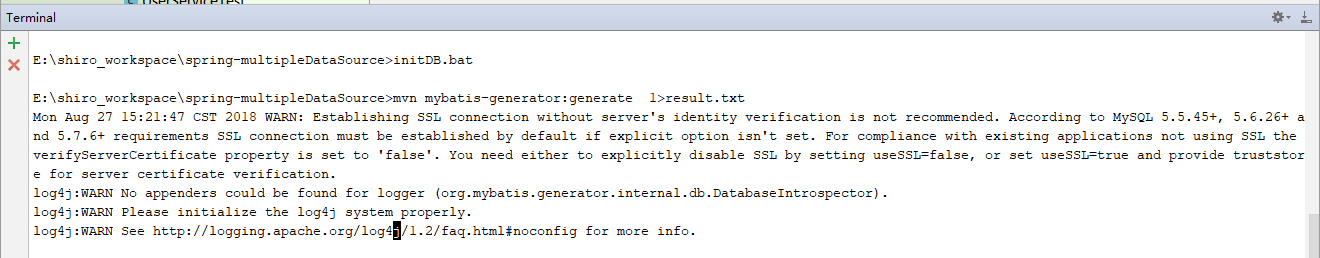 UserServiceTest
Terminal
E:\shiro_workspace\spring-multipleDataSource>initDB.bat
E:\shiro_workspace\spring-multipleDataSource>mvn mybatis-generator:generate  1>result.txt
Mon Aug 27 15:21:47 CST 2018 WARN: Establishing SSL connection without server's identity verification is not recommended. According to MySQL 5.5.45+, 5.6.26+ a
nd 5.7.6+ requirements SSL connection must be established by default if explicit option isn't set. For compliance with existing applications not using SSL the
verifyServerCertificate property is set to 'false'. You need either to explicitly disable SSL by setting useSSL=false, or set useSSL=true and provide truststor
e for server certificate verification.
log4j:WARN No appenders could be found for logger (org.mybatis.generator.internal.db.DatabaseIntrospector).
log4j:WARN Please initialize the log4j system properly.
log4j:WARN See http://logging.apache.org/log4j/1.2/faq.html#noconfig for more info.